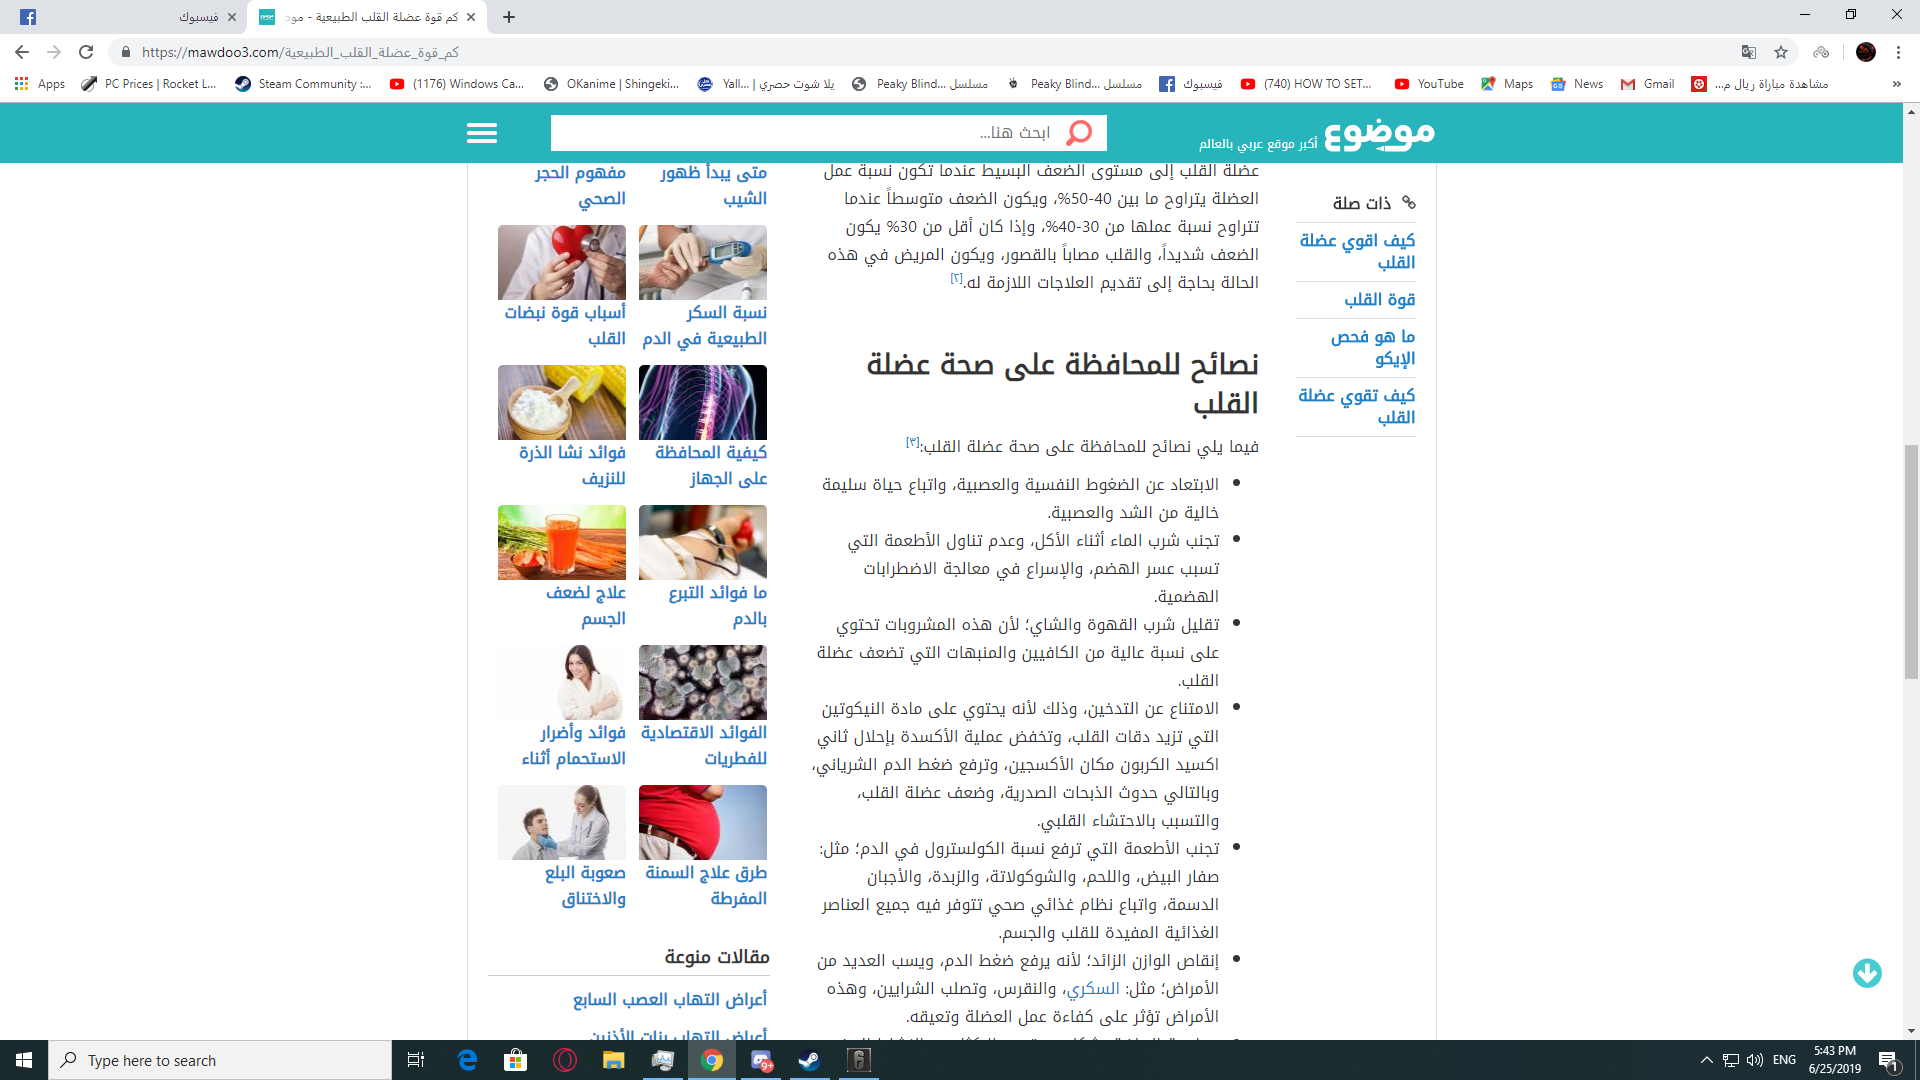 فيسبوك
كم قوة عضلة القلب الطبيعية - مود
https://mawdoo3.com/كم_قوة_عضلة_القلب_الطبيعية
Apps
PC Prices | Rocket L...
Steam Community :...
(1176) Windows Ca...
OKanime | Shingeki...
يلا شوت حصري | ...Yall
مسلسل ...Peaky Blind
مسلسل ...Peaky Blind
فيسبوك
(740) HOW TO SET...
YouTube
Maps
News
Gmail
مشاهدة مباراة ريال م...
موضوع
أكبر موقع عربي بالعالم
ابحث هنا...
ذات صلة
كيف اقوي عضلة
القلب
قوة القلب
ما هو فحص
الإيكو
كيف تقوي عضلة
القلب
عضلة القلب إلى مستوى الضعف البسيط عندما تكون نسبة عمل
العضلة يتراوح ما بين 40-50%، ويكون الضعف متوسطاً عندما
تتراوح نسبة عملها من 30-40%، وإذا كان أقل من 30% يكون
الضعف شديداً، والقلب مصاباً بالقصور، ويكون المريض في هذه
الحالة بحاجة إلى تقديم العلاجات اللازمة له.[٢]
نصائح للمحافظة على صحة عضلة
القلب
فيما يلي نصائح للمحافظة على صحة عضلة القلب:[٣]
• الابتعاد عن الضغوط النفسية والعصبية، واتباع حياة سليمة
خالية من الشد والعصبية.
• تجنب شرب الماء أثناء الأكل، وعدم تناول الأطعمة التي
تسبب عسر الهضم، والإسراع في معالجة الاضطرابات
الهضمية.
• تقليل شرب القهوة والشاي؛ لأن هذه المشروبات تحتوي
على نسبة عالية من الكافيين والمنبهات التي تضعف عضلة
القلب.
• الامتناع عن التدخين، وذلك لأنه يحتوي على مادة النيكوتين
التي تزيد دقات القلب، وتخفض عملية الأكسدة بإحلال ثاني
اكسيد الكربون مكان الأكسجين، وترفع ضغط الدم الشرياني،
وبالتالي حدوث الذبحات الصدرية، وضعف عضلة القلب،
والتسبب بالاحتشاء القلبي.
• تجنب الأطعمة التي ترفع نسبة الكولسترول في الدم؛ مثل:
صفار البيض، واللحم، والشوكولاتة، والزبدة، والأجبان
الدسمة، واتباع نظام غذائي صحي تتوفر فيه جميع العناصر
الغذائية المفيدة للقلب والجسم.
• إنقاص الوازن الزائد؛ لأنه يرفع ضغط الدم، ويسب العديد من
الأمراض؛ مثل: السكري، والنقرس، وتصلب الشرايين، وهذه
الأمراض تؤثر على كفاءة عمل العضلة وتعيقه.
متى يبدأ ظهور
الشيب
مفهوم الحجر
الصحي
نسبة السكر
الطبيعية في الدم
أسباب قوة نبضات
القلب
كيفية المحافظة
على الجهاز
فوائد نشا الذرة
للنزيف
ما فوائد التبرع
بالدم
علاج لضعف
الجسم
الفوائد الاقتصادية
للفطريات
فوائد وأضرار
الاستحمام أثناء
طرق علاج السمنة
المفرطة
صعوبة البلع
والاختناق
مقالات منوعة
أعراض التهاب العصب السابع
أعراض التهاب بنات الأذنين
Type here to search
9+
ENG
5:43 PM
6/25/2019
1